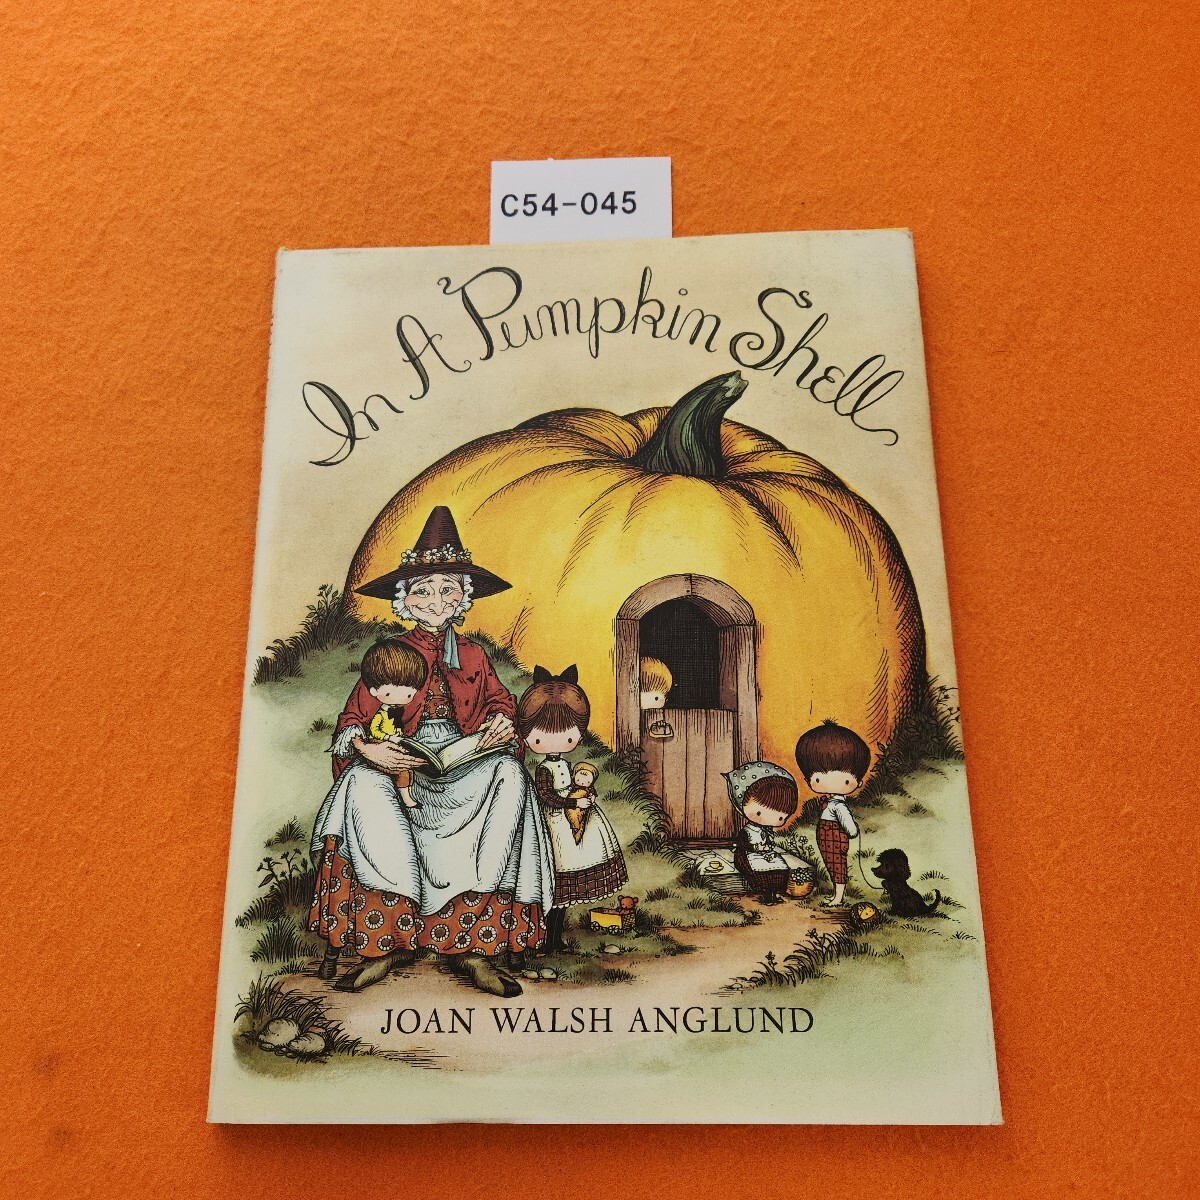 C54-045
In A Pumpkin Shell
JOAN WALSH ANGLUND